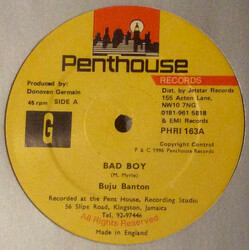 Penthouse
RECORDS
Produced by:
Donovan Germain
45 rpm SIDE A
G
Dist. by Jetstar Records
155 Acton Lane,
NW10 7NG
0181-961 5818
& EMI Records
PHRI 163A
Copyright Control
℗ © 1996 Penthouse Records
BAD BOY
(M. Myrie)
Buju Banton
Recorded at the Pent House, Recording Studio
56 Slipe Road, Kingston, Jamaica
Tel. 92-97446
All Rights Reserved
Made in England